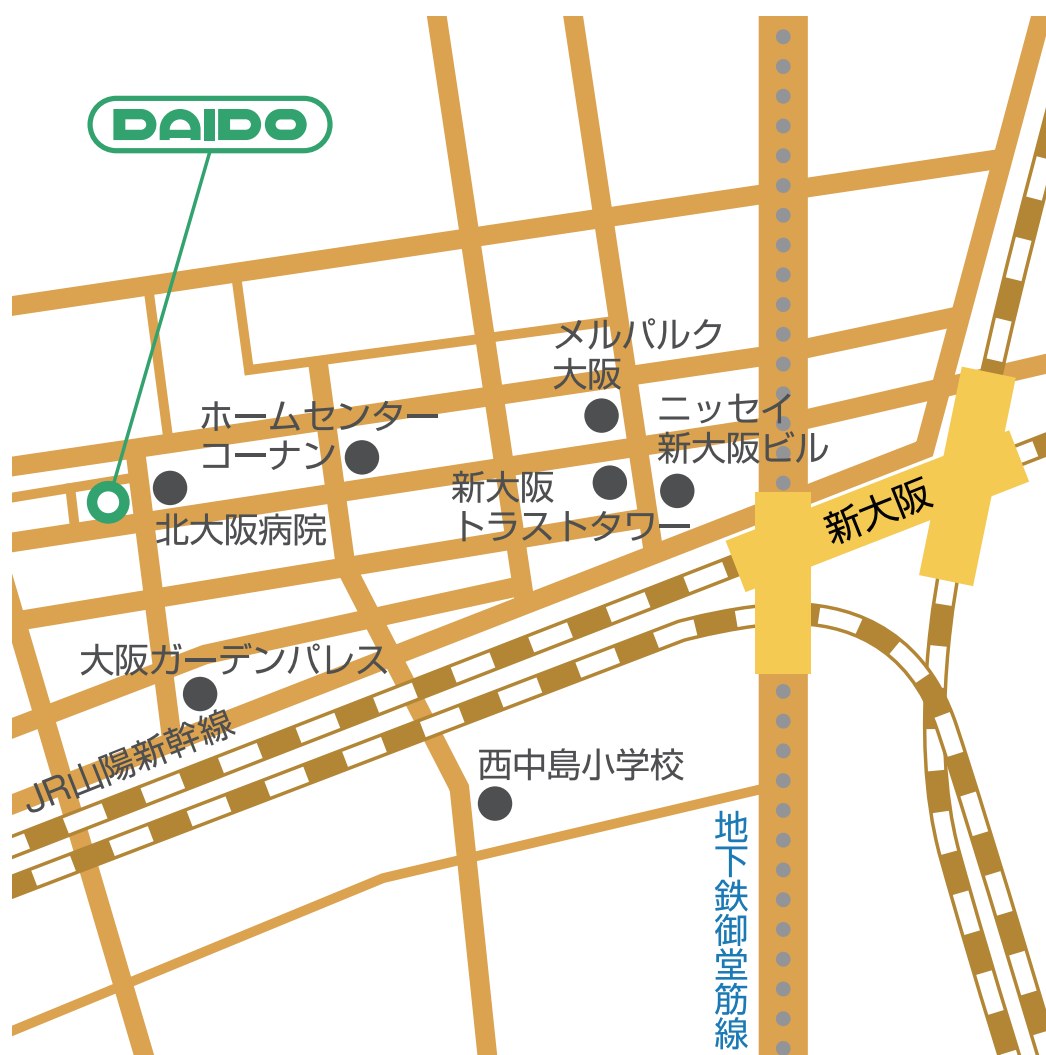 DAIDO
メルパルク
大阪
ニッセイ
新大阪ビル
ホームセンター
コーナン
新大阪
トラストタワー
新大阪
北大阪病院
大阪ガーデンパレス
JR山陽新幹線
西中島小学校
地下鉄御堂筋線